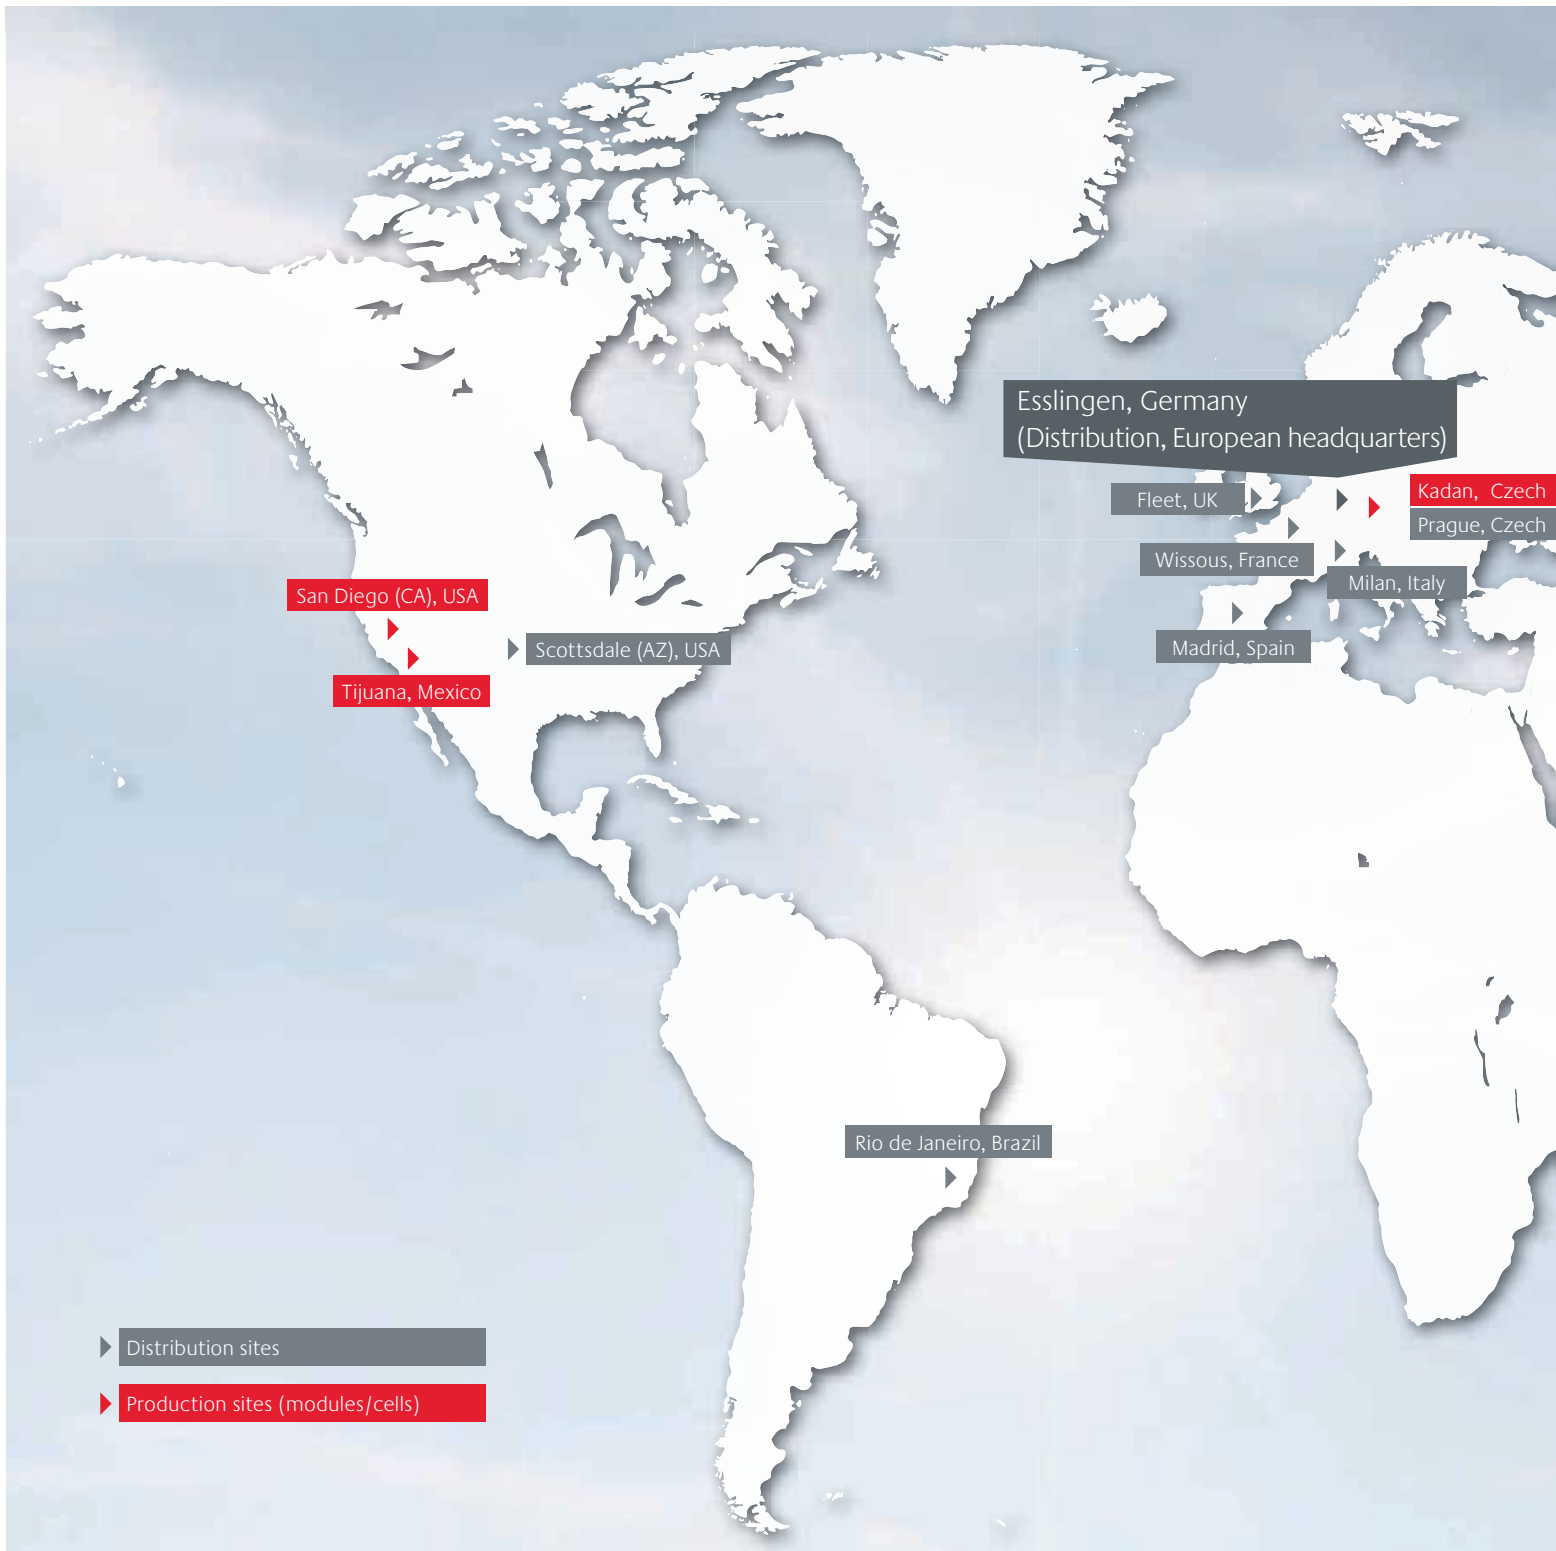 Esslingen, Germany
(Distribution, European headquarters)
Fleet, UK
Kadan, Czech
Prague, Czech
Wissous, France
Milan, Italy
Madrid, Spain
San Diego (CA), USA
Scottsdale (AZ), USA
Tijuana, Mexico
Rio de Janeiro, Brazil
Distribution sites
Production sites (modules/cells)